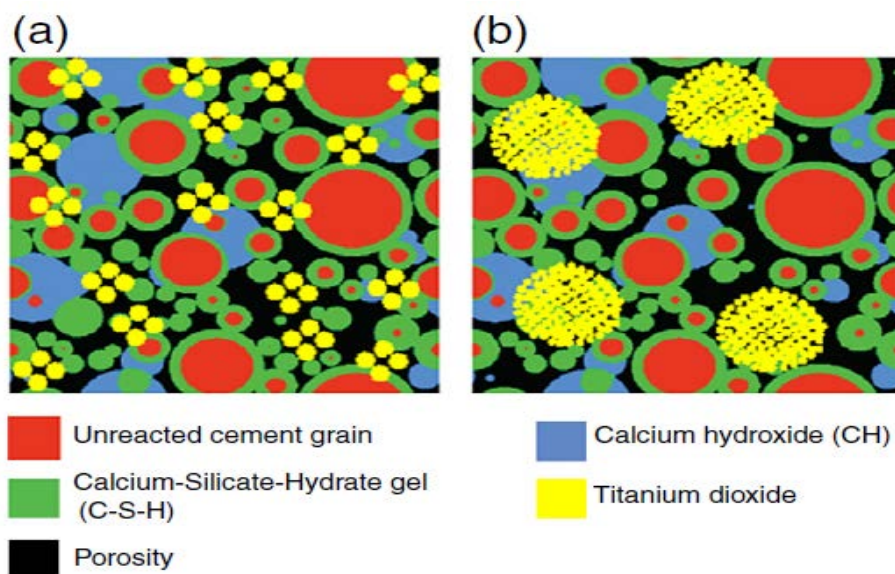 (a)
(b)
Unreacted cement grain
Calcium-Silicate-Hydrate gel
(C-S-H)
Porosity
Calcium hydroxide (CH)
Titanium dioxide